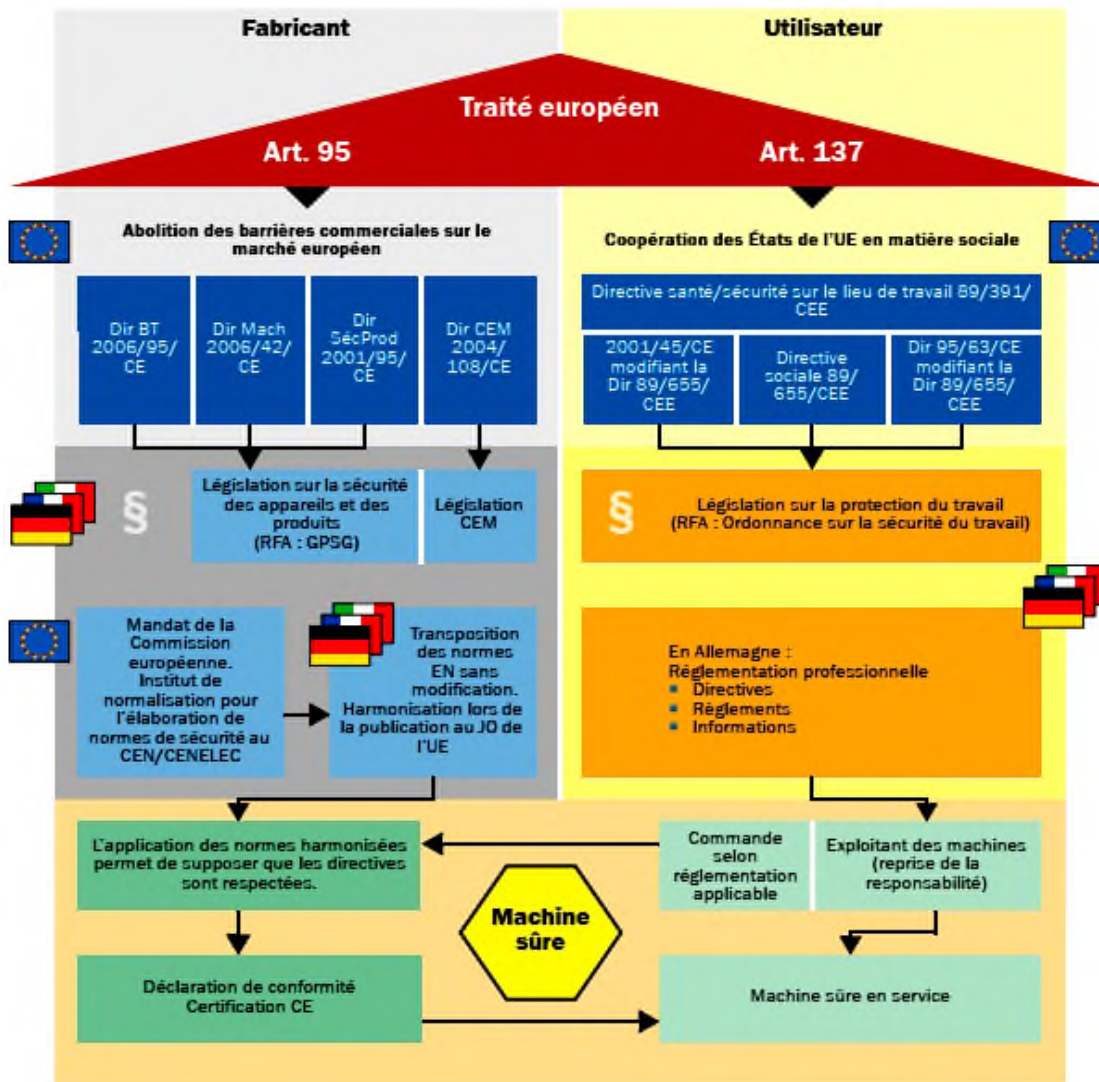 Fabricant
Utilisateur
Traité européen
Art. 95
Art. 137
Abolition des barrières commerciales sur le
marché européen
Coopération des États de l'UE en matière sociale
Dir BT
2006/95/
CE
Dir Mach
2006/42/
CE
Dir
SécProd
2001/95/
CE
Dir CEM
2004/
108/CE
Directive santé/sécurité sur le lieu de travail 89/391/
CEE
2001/45/CE
modifiant la
Dir 89/655/
CEE
Directive
sociale 89/
655/CEE
Dir 95/63/CE
modifiant la
Dir 89/655/
CEE
§
Législation sur la sécurité
des appareils et des
produits
(RFA : GPSG)
Législation
CEM
§
Législation sur la protection du travail
(RFA : Ordonnance sur la sécurité du travail)
Mandat de la
Commission
européenne.
Institut de
normalisation pour
l'élaboration de
normes de sécurité au
CEN/CENELEC
Transposition
des normes
EN sans
modification.
Harmonisation lors de
la publication au JO de
l'UE
En Allemagne :
Réglementation professionnelle
▪ Directives
▪ Règlements
▪ Informations
L'application des normes harmonisées
permet de supposer que les directives
sont respectées.
Commande
selon
réglementation
applicable
Exploitant des machines
(reprise de la
responsabilité)
Machine
sûre
Déclaration de conformité
Certification CE
Machine sûre en service